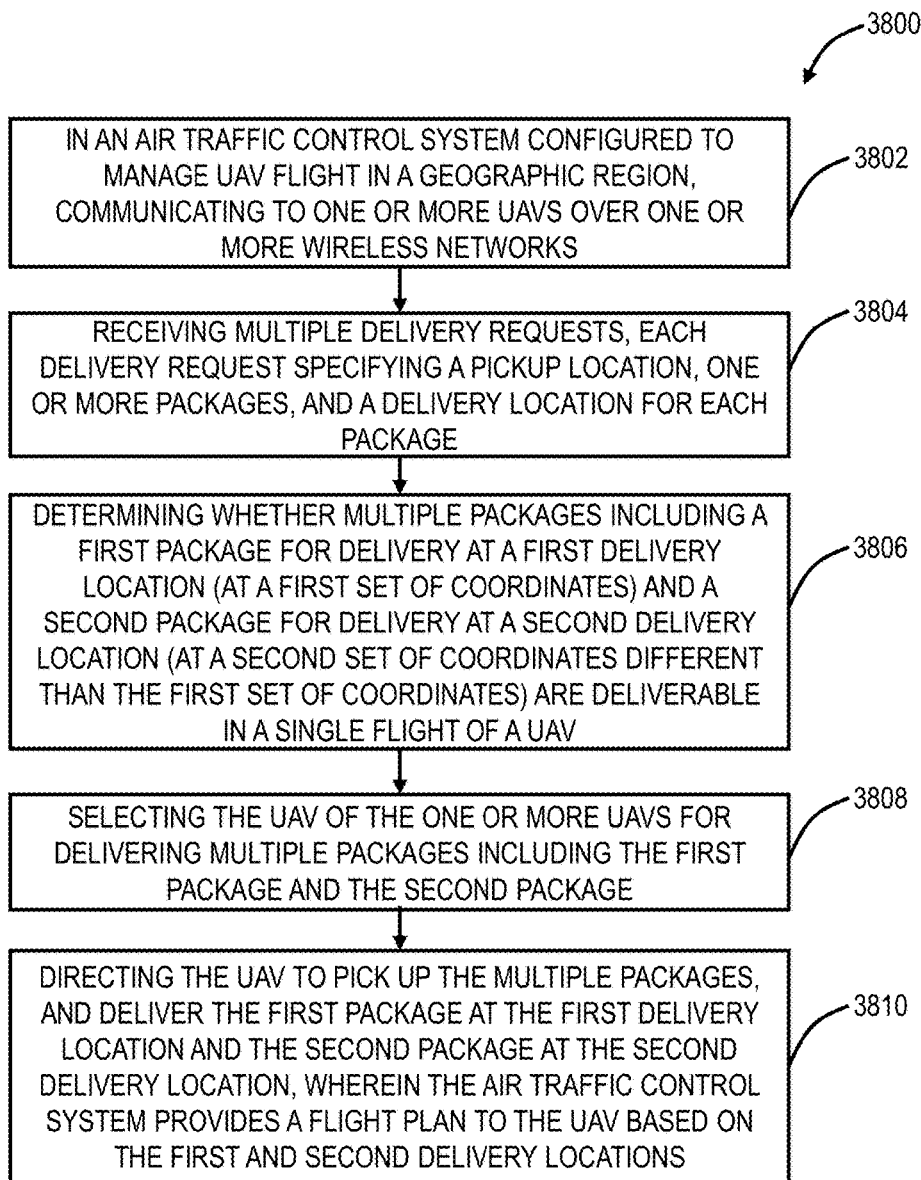 3800
IN AN AIR TRAFFIC CONTROL SYSTEM CONFIGURED TO
MANAGE UAV FLIGHT IN A GEOGRAPHIC REGION,
COMMUNICATING TO ONE OR MORE UAVS OVER ONE OR
MORE WIRELESS NETWORKS
3802
RECEIVING MULTIPLE DELIVERY REQUESTS, EACH
DELIVERY REQUEST SPECIFYING A PICKUP LOCATION, ONE
OR MORE PACKAGES, AND A DELIVERY LOCATION FOR EACH
PACKAGE
3804
DETERMINING WHETHER MULTIPLE PACKAGES INCLUDING A
FIRST PACKAGE FOR DELIVERY AT A FIRST DELIVERY
LOCATION (AT A FIRST SET OF COORDINATES) AND A
SECOND PACKAGE FOR DELIVERY AT A SECOND DELIVERY
LOCATION (AT A SECOND SET OF COORDINATES DIFFERENT
THAN THE FIRST SET OF COORDINATES) ARE DELIVERABLE
IN A SINGLE FLIGHT OF A UAV
3806
SELECTING THE UAV OF THE ONE OR MORE UAVS FOR
DELIVERING MULTIPLE PACKAGES INCLUDING THE FIRST
PACKAGE AND THE SECOND PACKAGE
3808
DIRECTING THE UAV TO PICK UP THE MULTIPLE PACKAGES,
AND DELIVER THE FIRST PACKAGE AT THE FIRST DELIVERY
LOCATION AND THE SECOND PACKAGE AT THE SECOND
DELIVERY LOCATION, WHEREIN THE AIR TRAFFIC CONTROL
SYSTEM PROVIDES A FLIGHT PLAN TO THE UAV BASED ON
THE FIRST AND SECOND DELIVERY LOCATIONS
3810